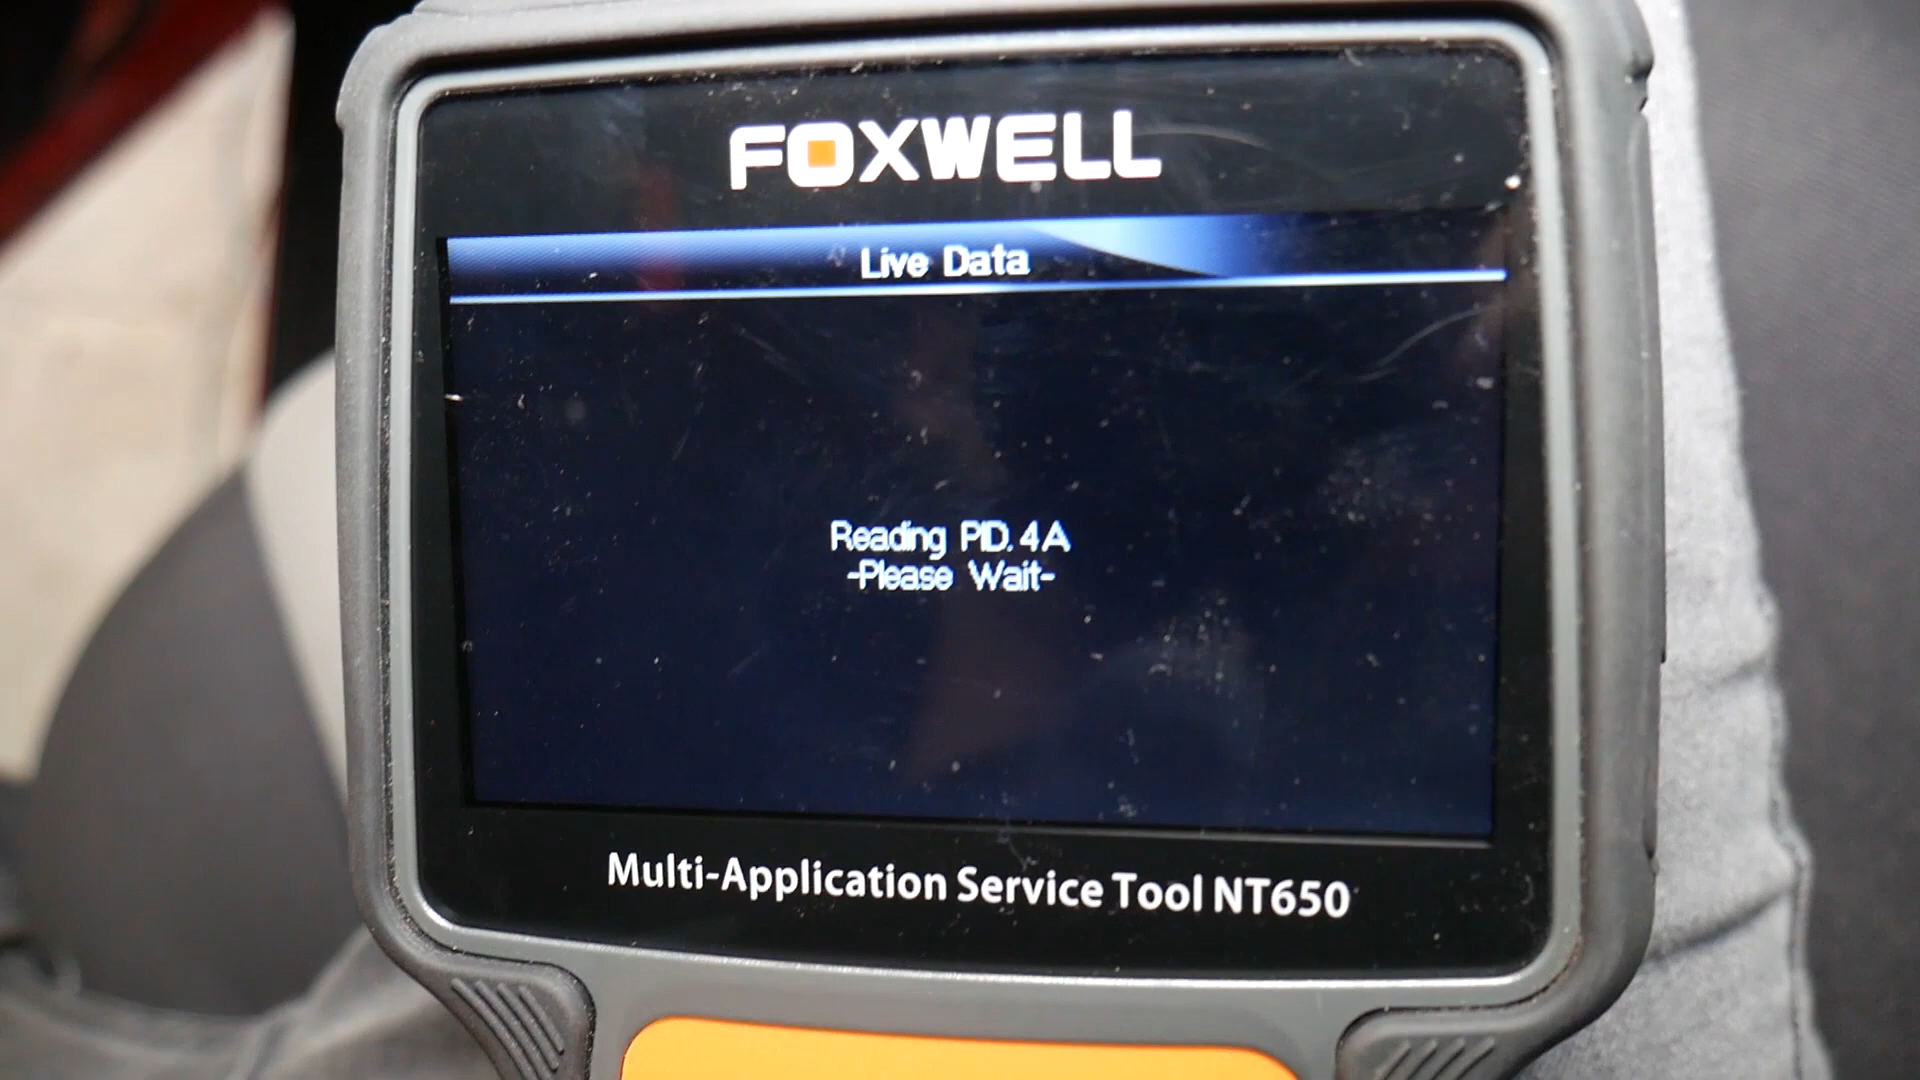 FOXWELL
Live Data
Reading PID. 4A
-Please Wait-
Multi-Application Service Tool NT650